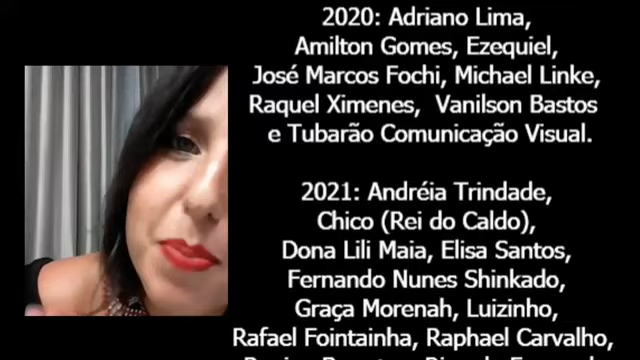 2020: Adriano Lima,
Amilton Gomes, Ezequiel,
José Marcos Fochi, Michael Linke,
Raquel Ximenes, Vanilson Bastos
e Tubarão Comunicação Visual.
2021: Andréia Trindade,
Chico (Rei do Caldo),
Dona Lili Maia, Elisa Santos,
Fernando Nunes Shinkado,
Graça Morenah, Luizinho,
Rafael Fointainha, Raphael Carvalho,